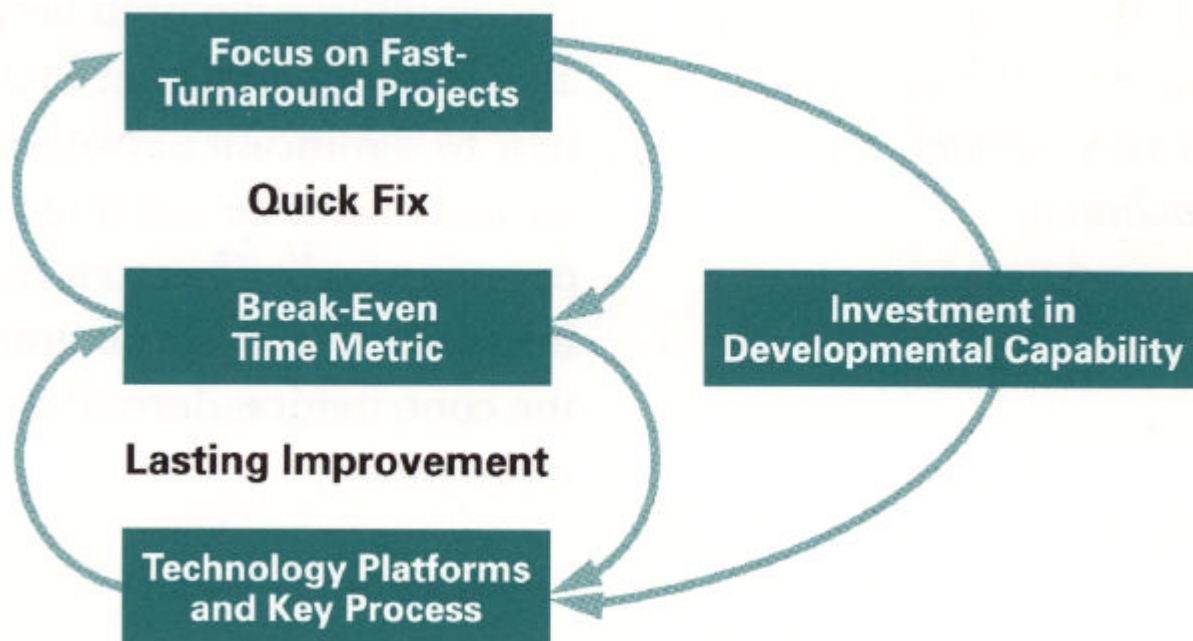 Focus on Fast-
Turnaround Projects
Quick Fix
Break-Even
Time Metric
Investment in
Developmental Capability
Lasting Improvement
Technology Platforms
and Key Process